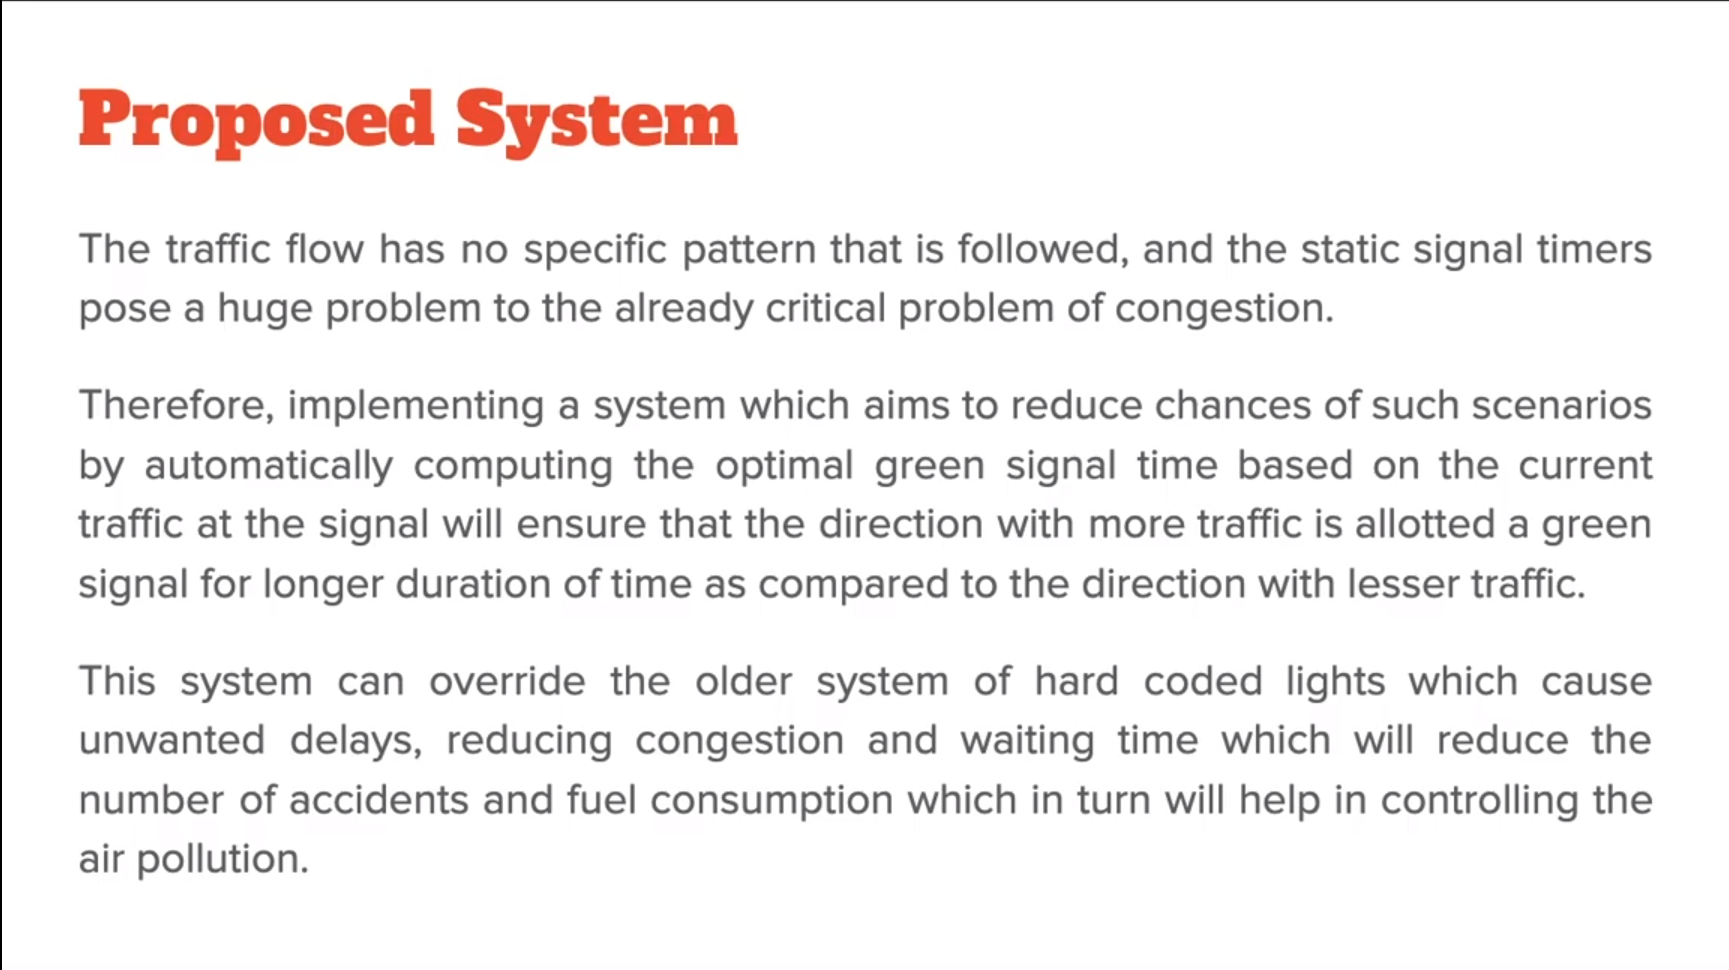 Proposed System
The traffic flow has no specific pattern that is followed, and the static signal timers
pose a huge problem to the already critical problem of congestion.
Therefore, implementing a system which aims to reduce chances of such scenarios
by automatically computing the optimal green signal time based on the current
traffic at the signal will ensure that the direction with more traffic is allotted a green
signal for longer duration of time as compared to the direction with lesser traffic.
This system can override the older system of hard coded lights which cause
unwanted delays, reducing congestion and waiting time which will reduce the
number of accidents and fuel consumption which in turn will help in controlling the
air pollution.